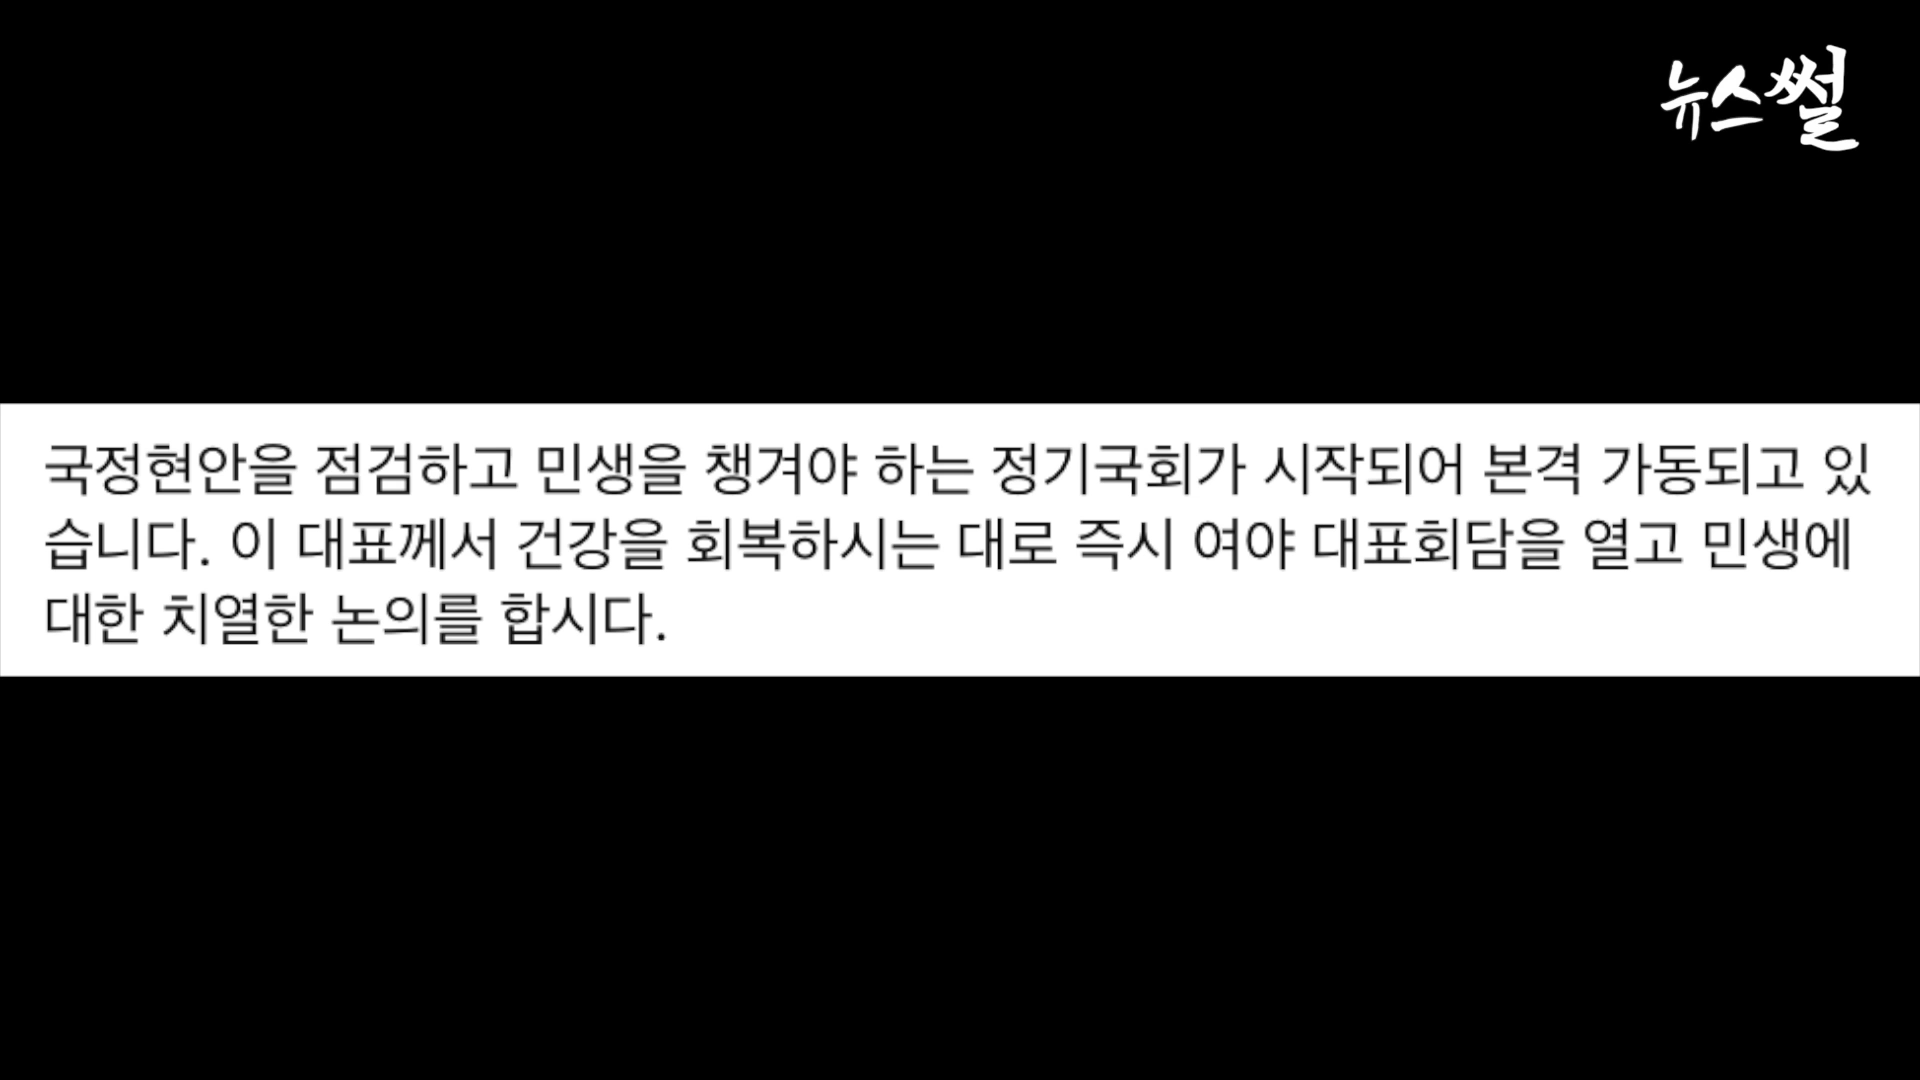 뉴스썰
국정현안을 점검하고 민생을 챙겨야 하는 정기국회가 시작되어 본격 가동되고 있
습니다. 이 대표께서 건강을 회복하시는 대로 즉시 여야 대표회담을 열고 민생에
대한 치열한 논의를 합시다.